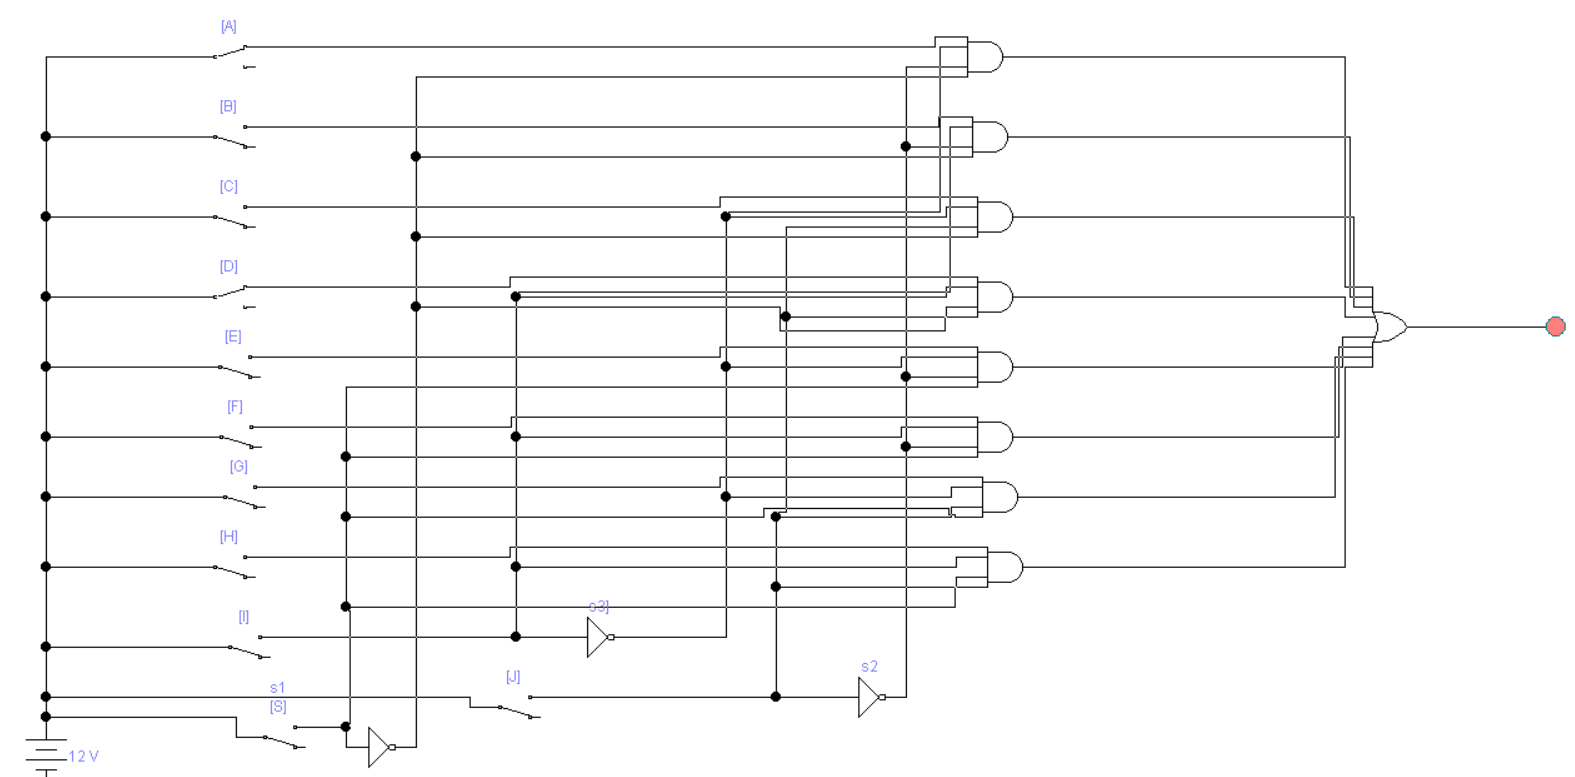 [A]
[B]
[C]
[D]
[E]
[F]
[G]
[H]
s3]
[I]
s2
[J]
s1
[S]
12 V